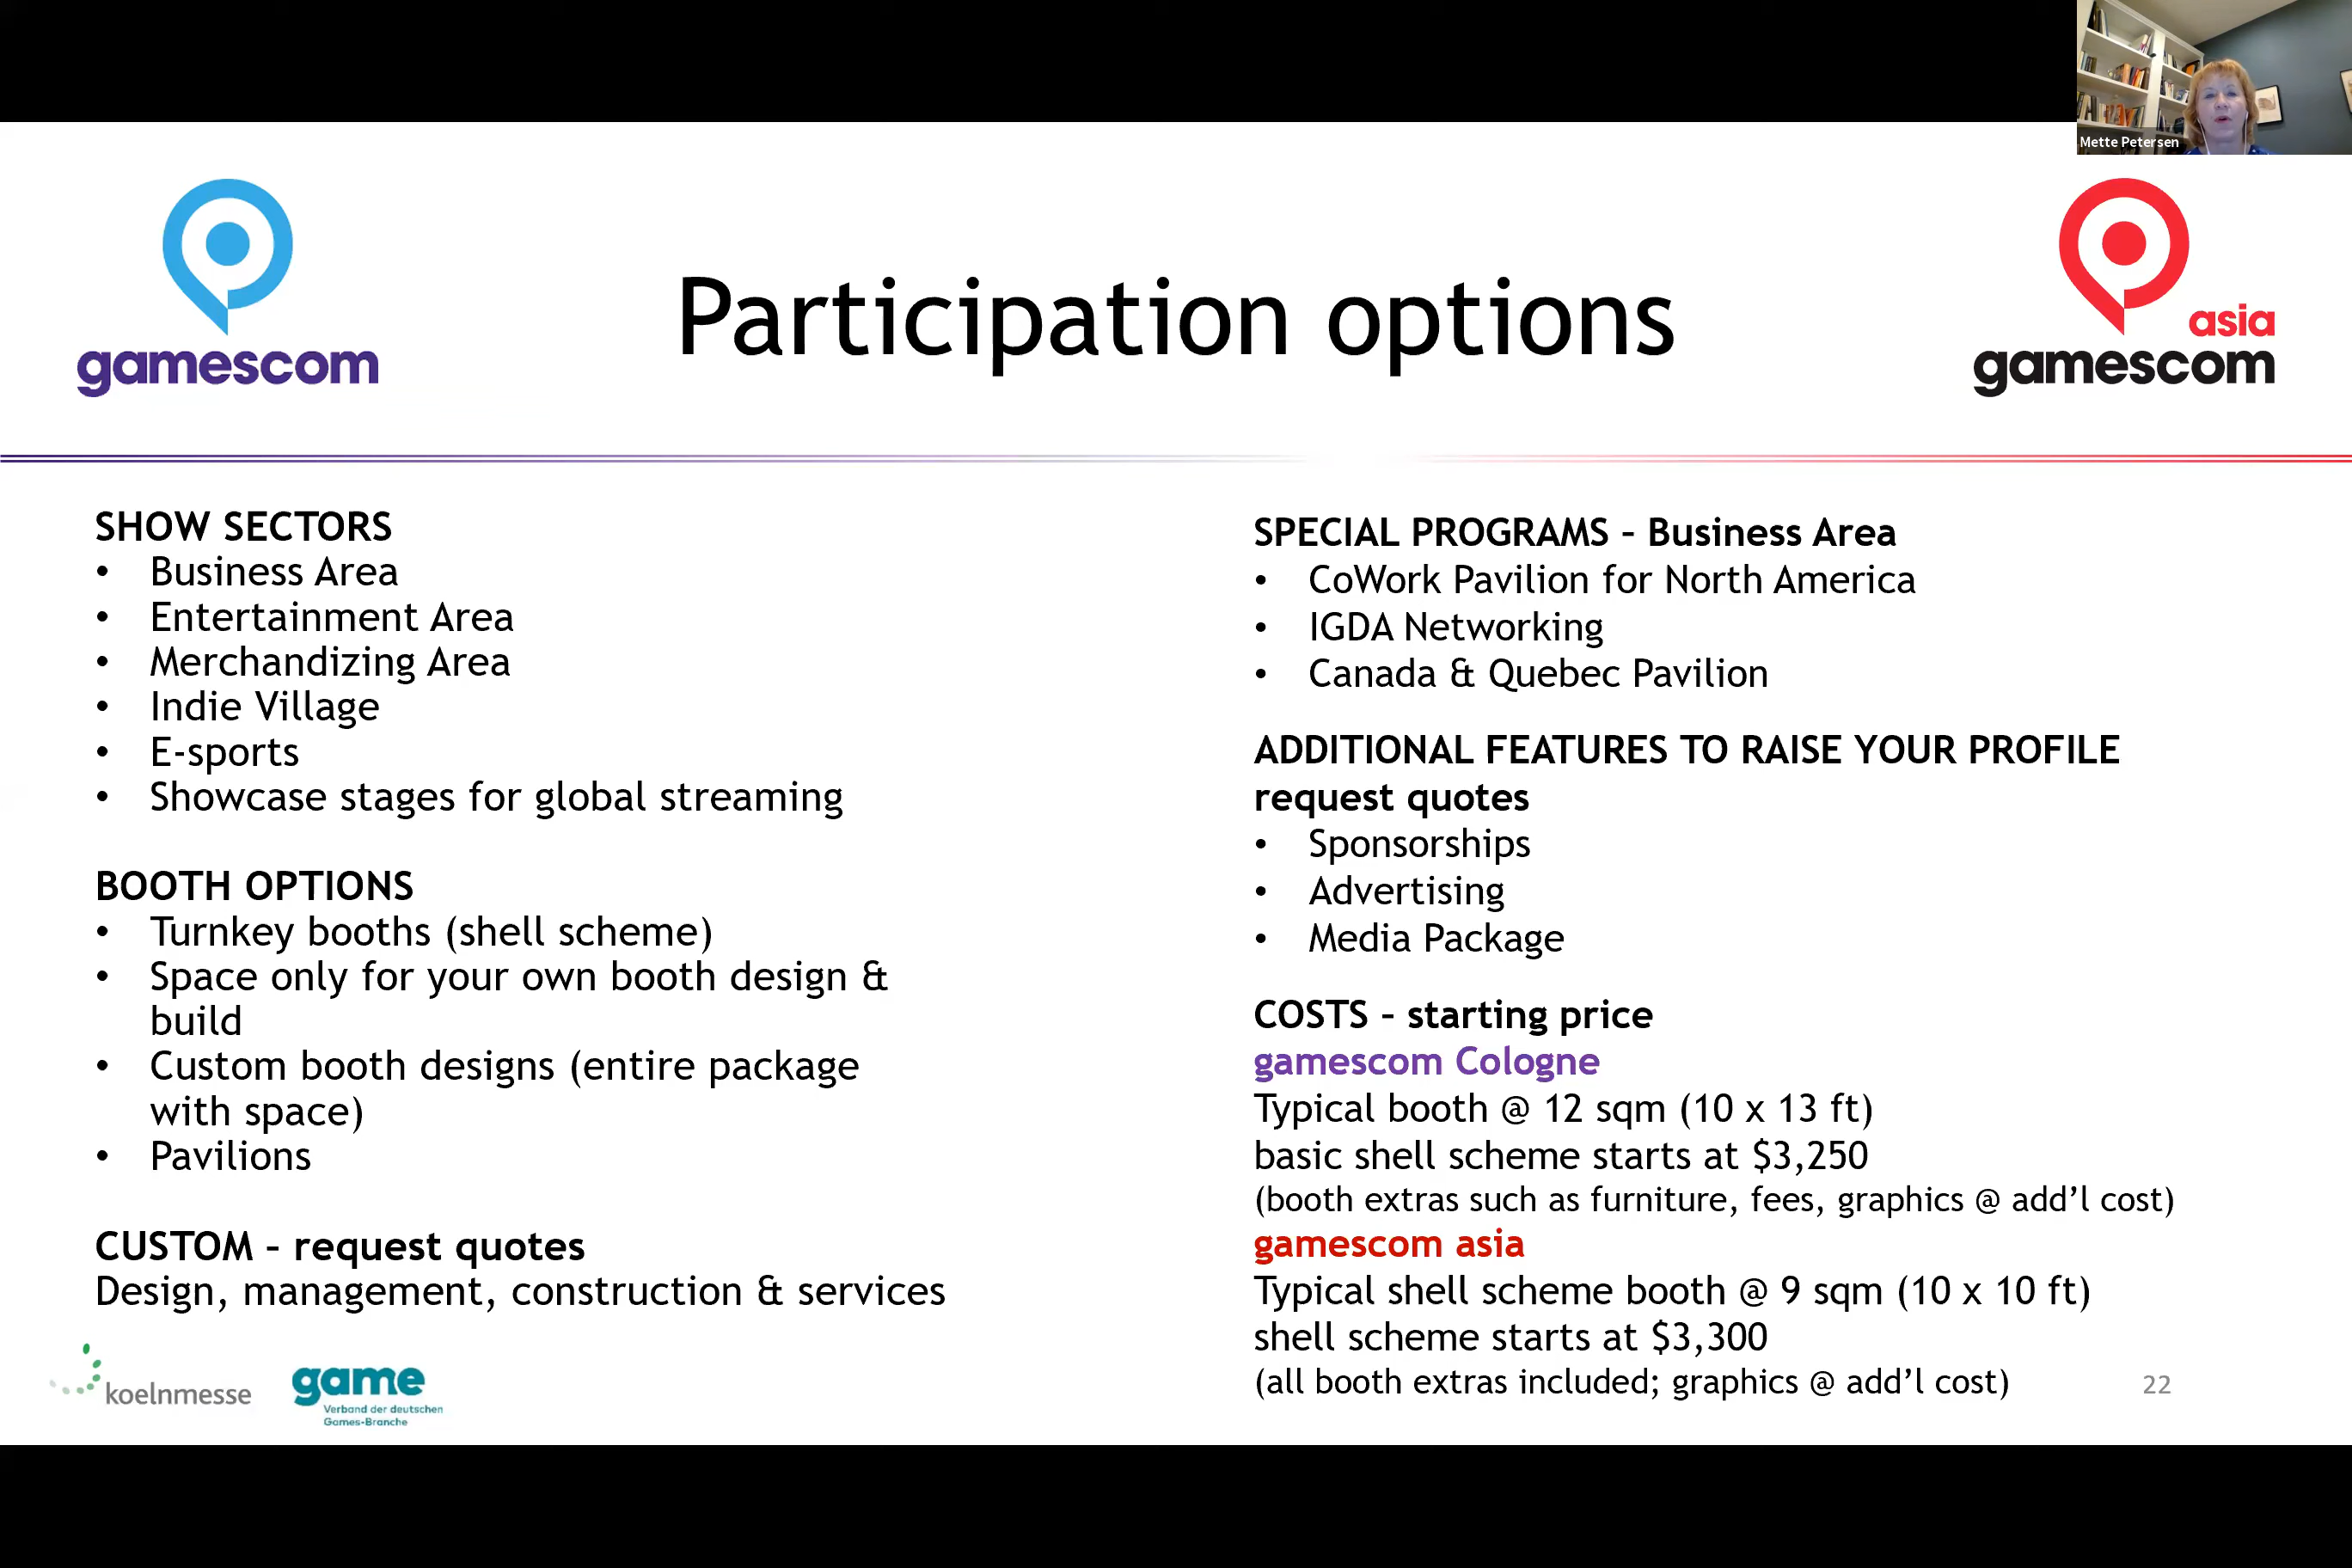 Mette Petersen
gamescom
Participation options
asia
gamescom
SHOW SECTORS
• Business Area
• Entertainment Area
• Merchandizing Area
• Indie Village
• E-sports
• Showcase stages for global streaming
BOOTH OPTIONS
• Turnkey booths (shell scheme)
• Space only for your own booth design &
build
• Custom booth designs (entire package
with space)
• Pavilions
CUSTOM – request quotes
Design, management, construction & services
koelnmesse
game
Verband der deutschen
Games-Branche
SPECIAL PROGRAMS – Business Area
• CoWork Pavilion for North America
• IGDA Networking
• Canada & Quebec Pavilion
ADDITIONAL FEATURES TO RAISE YOUR PROFILE
request quotes
• Sponsorships
• Advertising
• Media Package
COSTS – starting price
gamescom Cologne
Typical booth @ 12 sqm (10 x 13 ft)
basic shell scheme starts at $3,250
(booth extras such as furniture, fees, graphics @ add’l cost)
gamescom asia
Typical shell scheme booth @ 9 sqm (10 x 10 ft)
shell scheme starts at $3,300
(all booth extras included; graphics @ add’l cost)
22